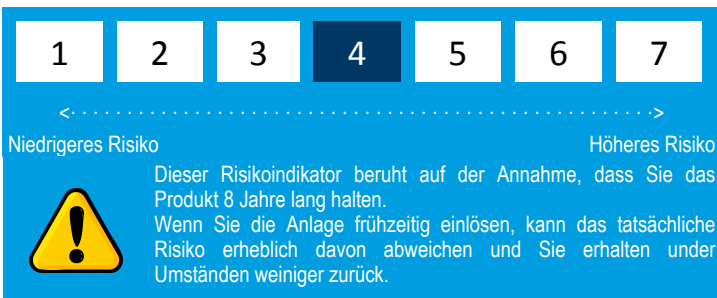 1 2 3 4 5 6 7
<·····················································>
Niedrigeres Risiko Höheres Risiko
Dieser Risikoindikator beruht auf der Annahme, dass Sie das
Produkt 8 Jahre lang halten.
Wenn Sie die Anlage frühzeitig einlösen, kann das tatsächliche
Risiko erheblich davon abweichen und Sie erhalten under
Umständen weiniger zurück.